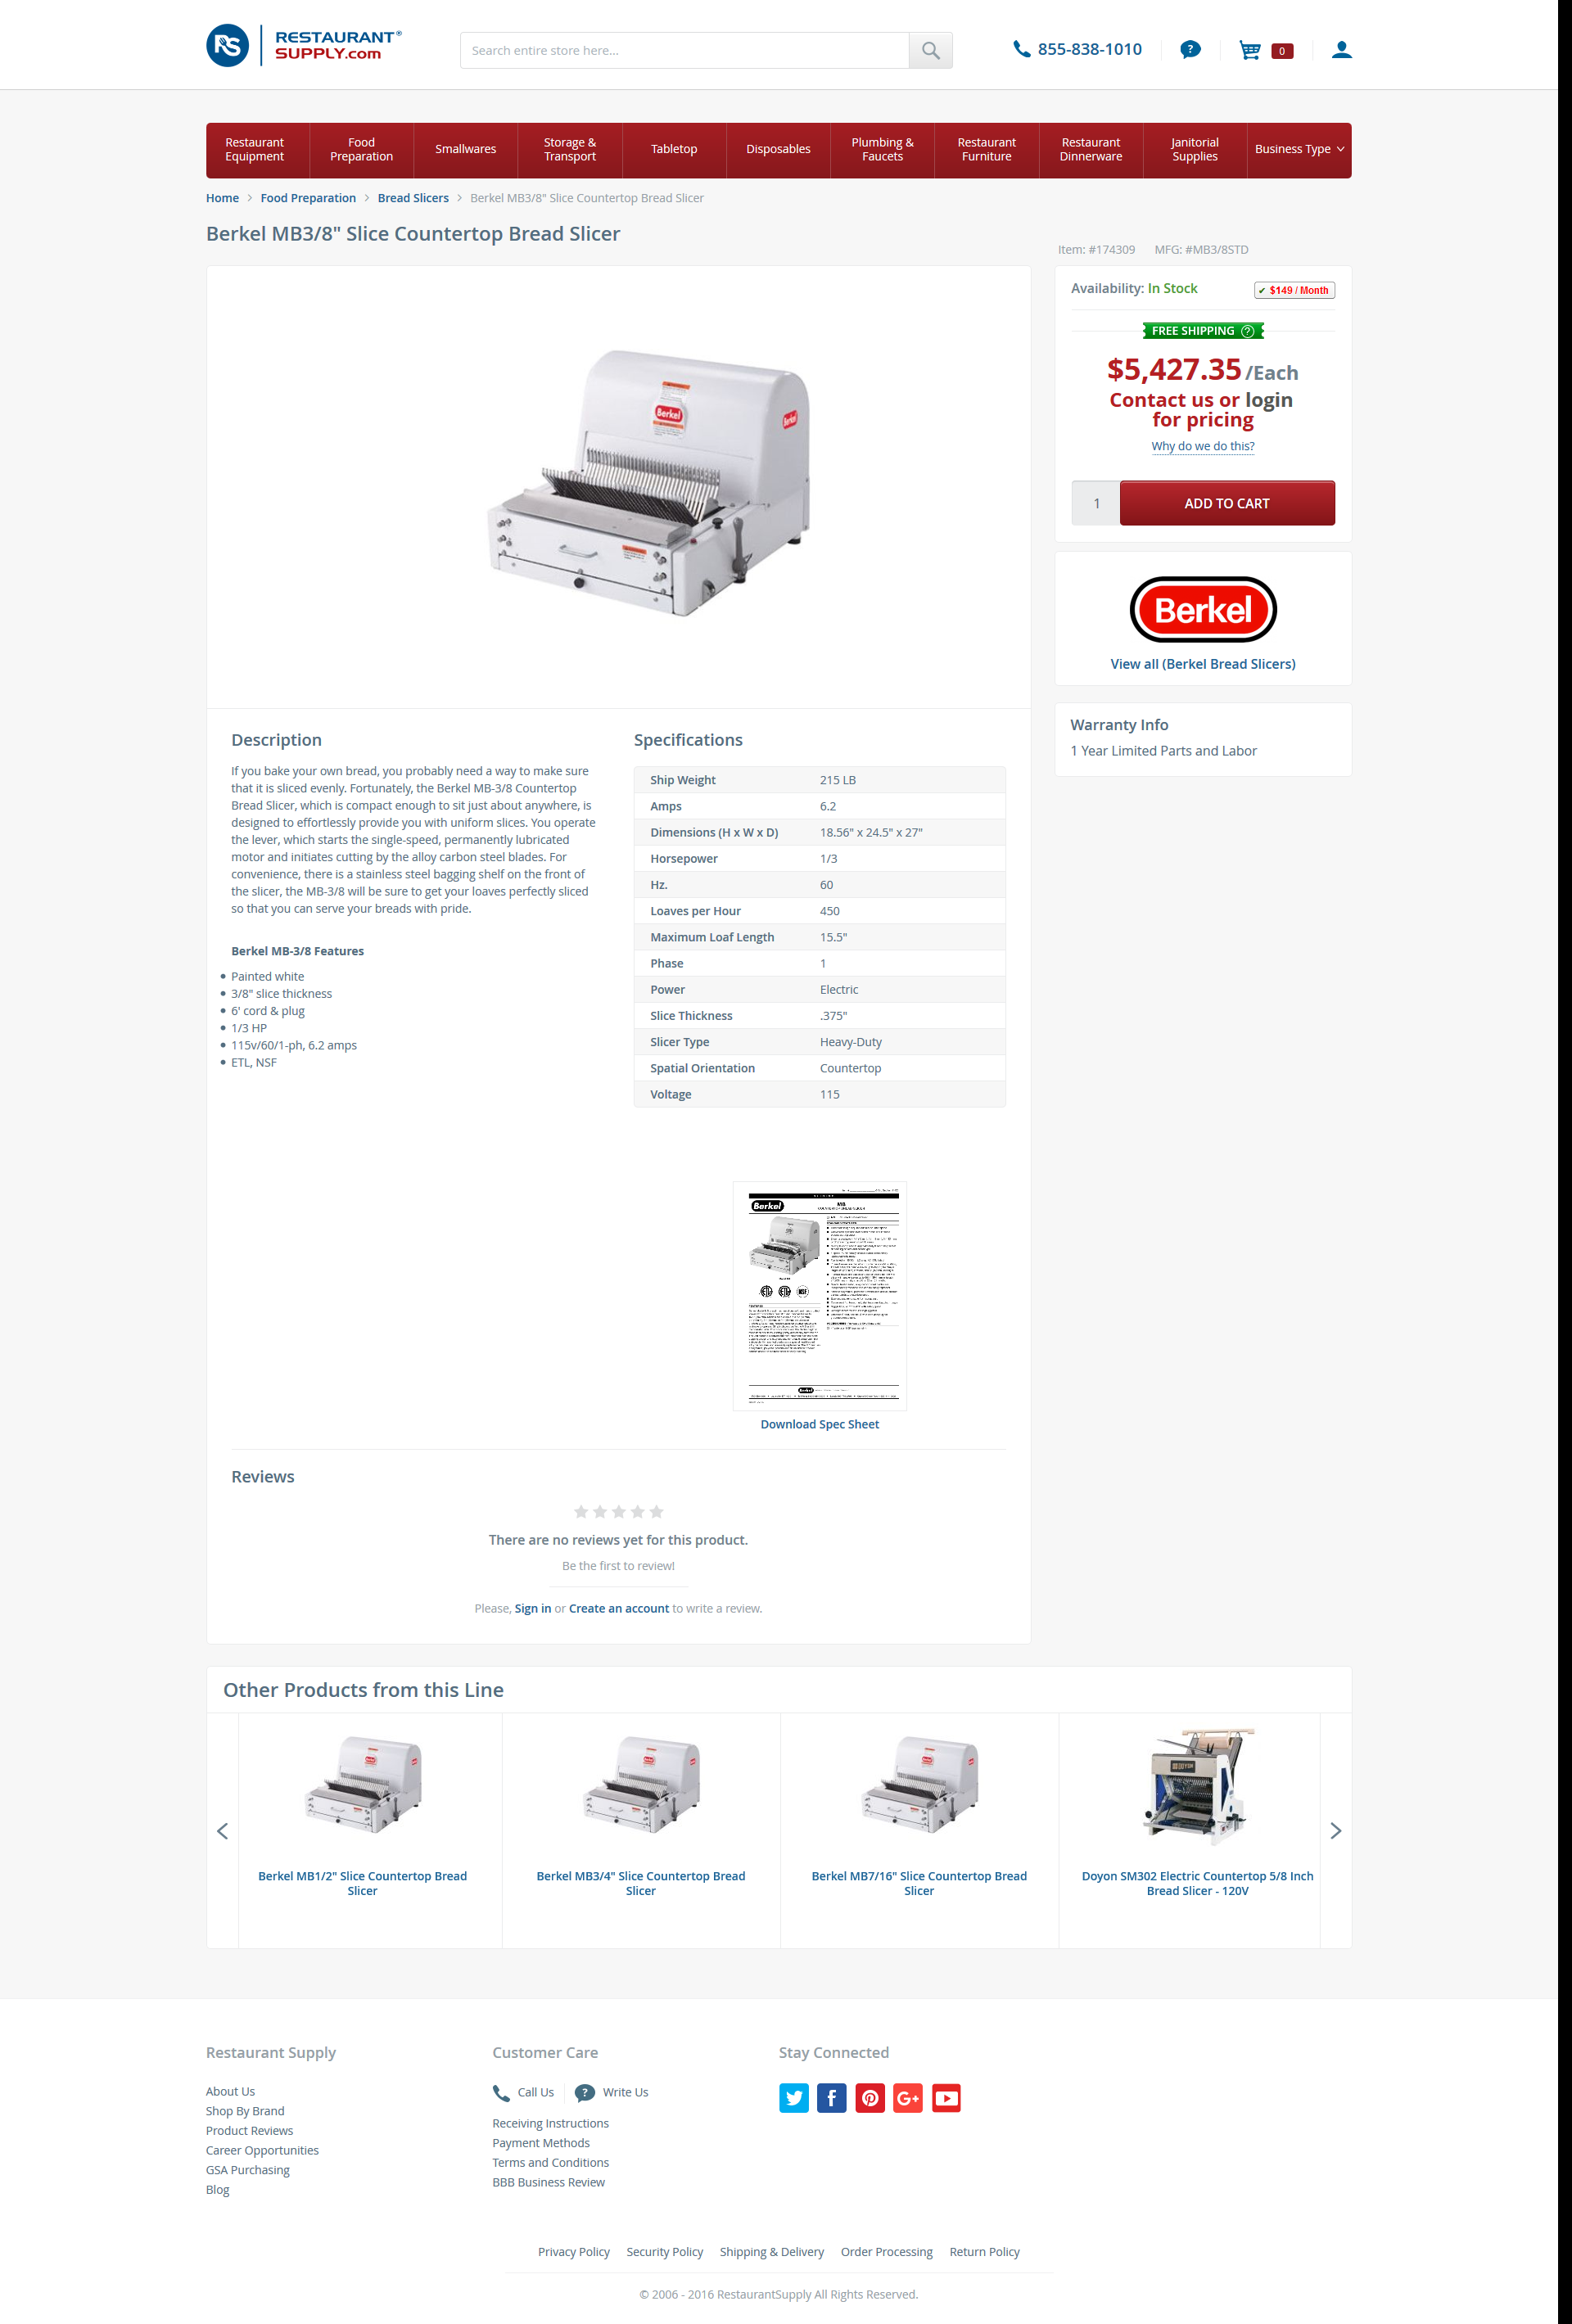 RS
RESTAURANT®
SUPPLY.com
Search entire store here...
855-838-1010
?
0
Restaurant
Equipment
Food
Preparation
Smallwares
Storage &
Transport
Tabletop
Disposables
Plumbing &
Faucets
Restaurant
Furniture
Restaurant
Dinnerware
Janitorial
Supplies
Business Type
Home > Food Preparation > Bread Slicers > Berkel MB3/8" Slice Countertop Bread Slicer
Berkel MB3/8" Slice Countertop Bread Slicer
Item: #174309 MFG: #MB3/8STD
Berkel
Berkel
Availability: In Stock
✔ $149 / Month
FREE SHIPPING ?
$5,427.35 /Each
Contact us or login
for pricing
Why do we do this?
1
ADD TO CART
Berkel
View all (Berkel Bread Slicers)
Warranty Info
1 Year Limited Parts and Labor
Description
If you bake your own bread, you probably need a way to make sure
that it is sliced evenly. Fortunately, the Berkel MB-3/8 Countertop
Bread Slicer, which is compact enough to sit just about anywhere, is
designed to effortlessly provide you with uniform slices. You operate
the lever, which starts the single-speed, permanently lubricated
motor and initiates cutting by the alloy carbon steel blades. For
convenience, there is a stainless steel bagging shelf on the front of
the slicer, the MB-3/8 will be sure to get your loaves perfectly sliced
so that you can serve your breads with pride.
Berkel MB-3/8 Features
• Painted white
• 3/8" slice thickness
• 6' cord & plug
• 1/3 HP
• 115v/60/1-ph, 6.2 amps
• ETL, NSF
Specifications
Ship Weight 215 LB
Amps 6.2
Dimensions (H x W x D) 18.56" x 24.5" x 27"
Horsepower 1/3
Hz. 60
Loaves per Hour 450
Maximum Loaf Length 15.5"
Phase 1
Power Electric
Slice Thickness .375"
Slicer Type Heavy-Duty
Spatial Orientation Countertop
Voltage 115
Berkel
MB
NSF
Download Spec Sheet
Reviews
There are no reviews yet for this product.
Be the first to review!
Please, Sign in or Create an account to write a review.
Other Products from this Line
Berkel MB1/2" Slice Countertop Bread
Slicer
Berkel MB3/4" Slice Countertop Bread
Slicer
Berkel MB7/16" Slice Countertop Bread
Slicer
DOYON
Doyon SM302 Electric Countertop 5/8 Inch
Bread Slicer - 120V
Restaurant Supply
About Us
Shop By Brand
Product Reviews
Career Opportunities
GSA Purchasing
Blog
Customer Care
Call Us
? Write Us
Receiving Instructions
Payment Methods
Terms and Conditions
BBB Business Review
Stay Connected
f
G+
Privacy Policy Security Policy Shipping & Delivery Order Processing Return Policy
© 2006 - 2016 RestaurantSupply All Rights Reserved.